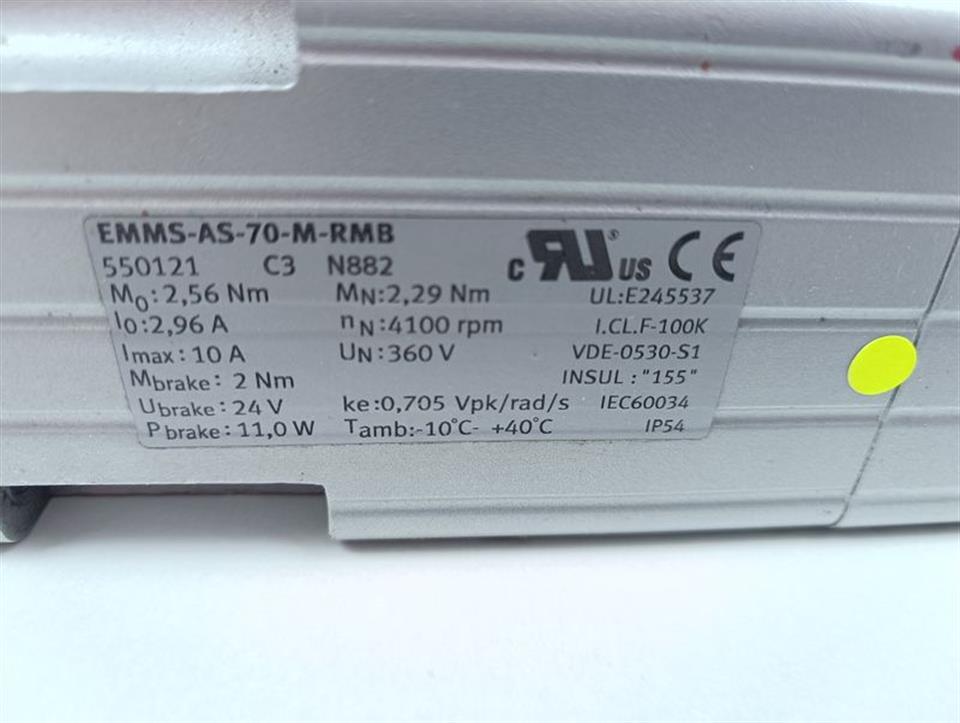 EMMS-AS-70-M-RMB
550121 C3 N882
M0:2,56 Nm MN:2,29 Nm
I0:2,96 A nN:4100 rpm
Imax: 10 A UN:360 V
Mbrake: 2 Nm
Ubrake: 24 V ke:0,705 Vpk/rad/s
Pbrake: 11,0 W Tamb:-10°C- +40°C
c RU® US CE
UL:E245537
I.CL.F-100K
VDE-0530-S1
INSUL : "155"
IEC60034
IP54